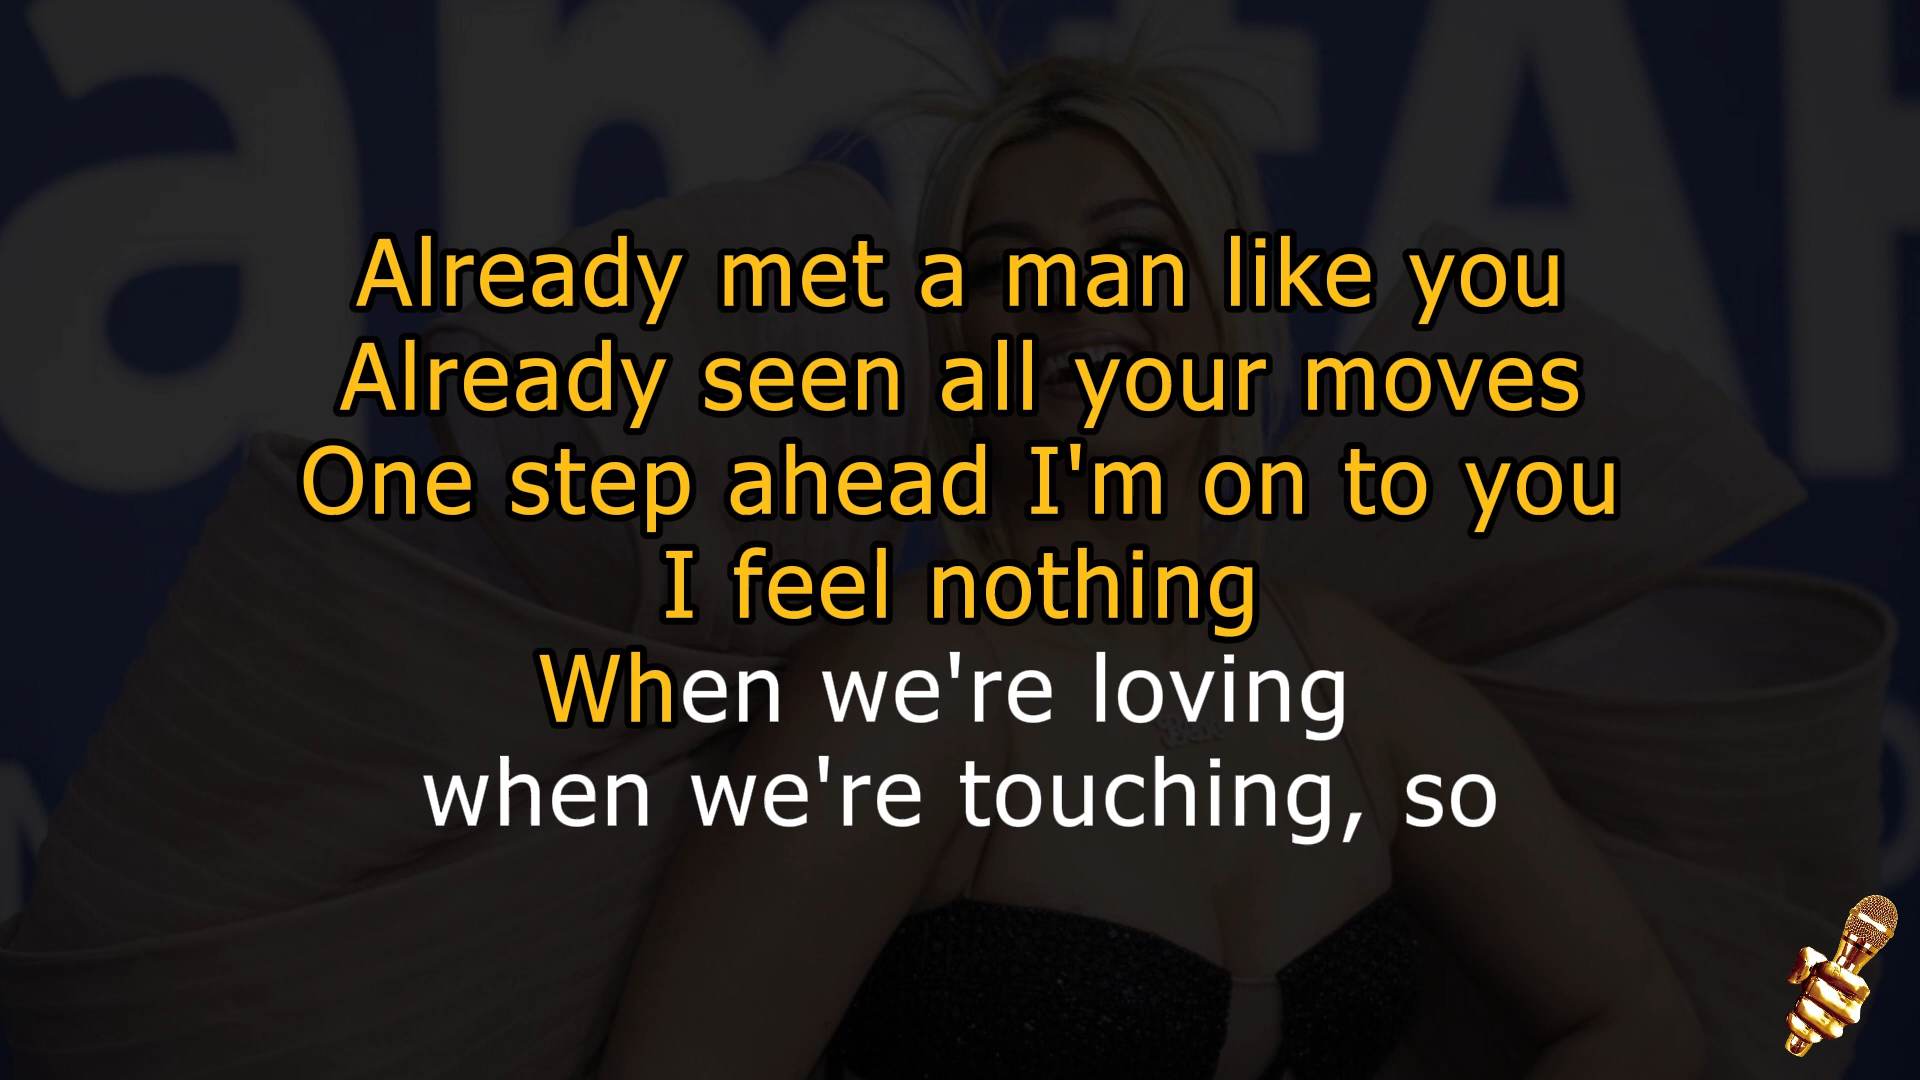 amfAR
Already met a man like you
Already seen all your moves
One step ahead I'm on to you
I feel nothing
When we're loving
when we're touching, so